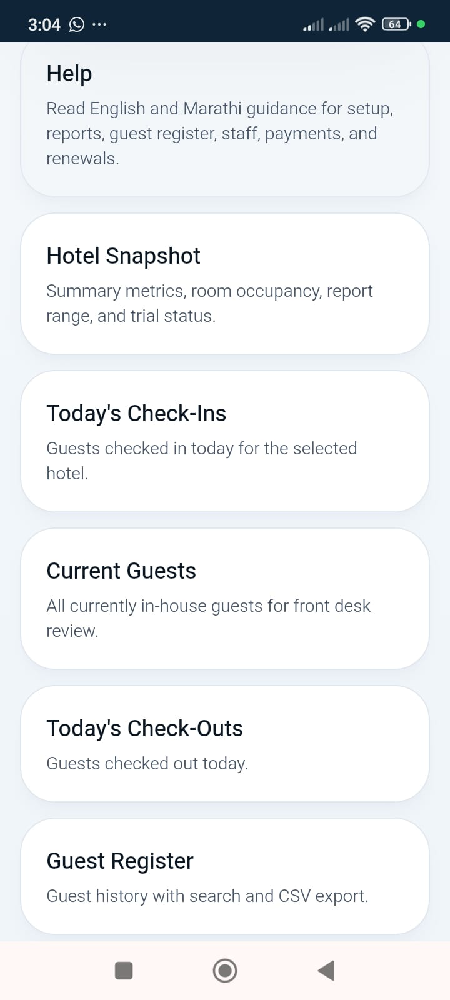 3:04
64
Help
Read English and Marathi guidance for setup,
reports, guest register, staff, payments, and
renewals.
Hotel Snapshot
Summary metrics, room occupancy, report
range, and trial status.
Today's Check-Ins
Guests checked in today for the selected
hotel.
Current Guests
All currently in-house guests for front desk
review.
Today's Check-Outs
Guests checked out today.
Guest Register
Guest history with search and CSV export.